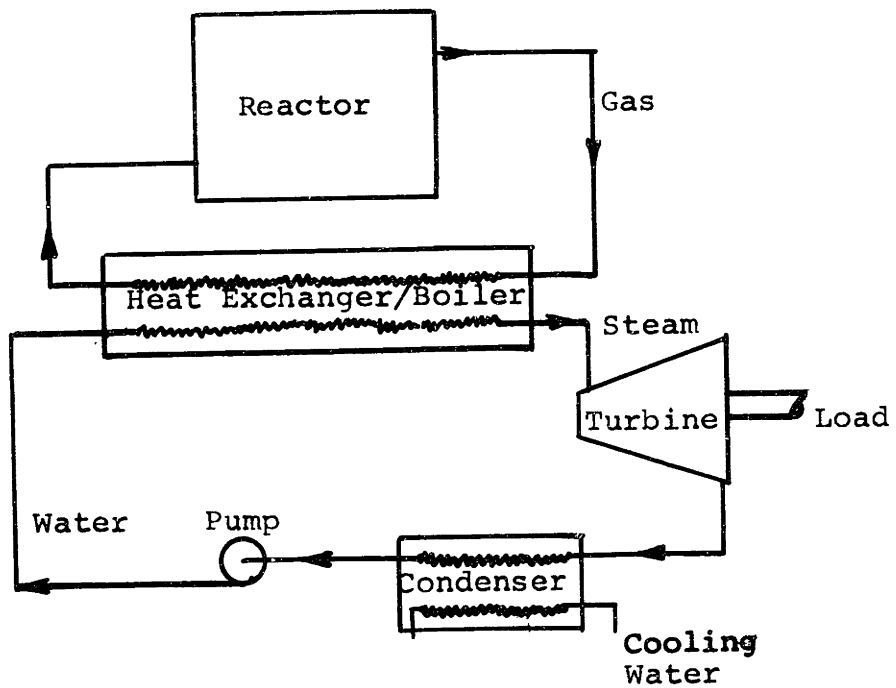 Reactor
Gas
Heat Exchanger/Boiler
Steam
Turbine
Load
Water
Pump
Condenser
Cooling
Water